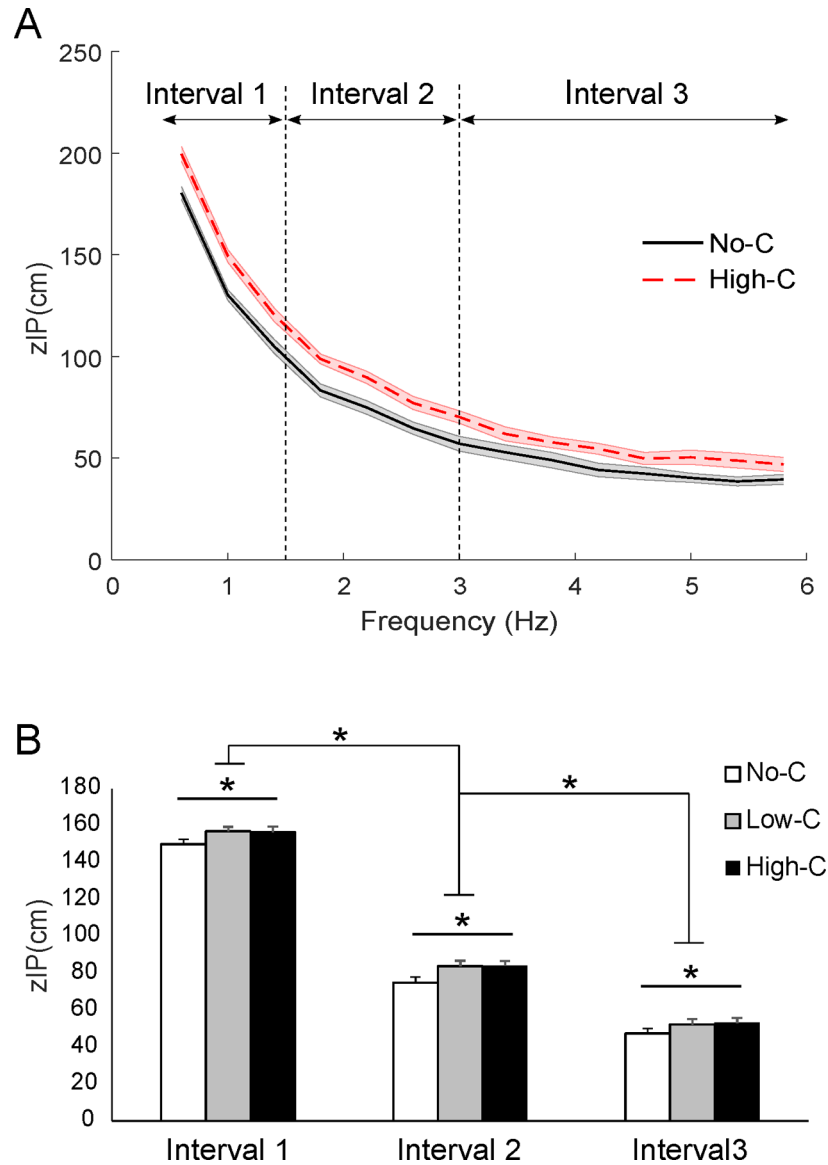 A
250
200
150
100
50
0
zIP(cm)
Interval 1 Interval 2 Interval 3
No-C
High-C
0 1 2 3 4 5 6
Frequency (Hz)
B
* *
180
160
140
120
100
80
60
40
20
0
zIP(cm)
* * *
No-C
Low-C
High-C
Interval 1 Interval 2 Interval3